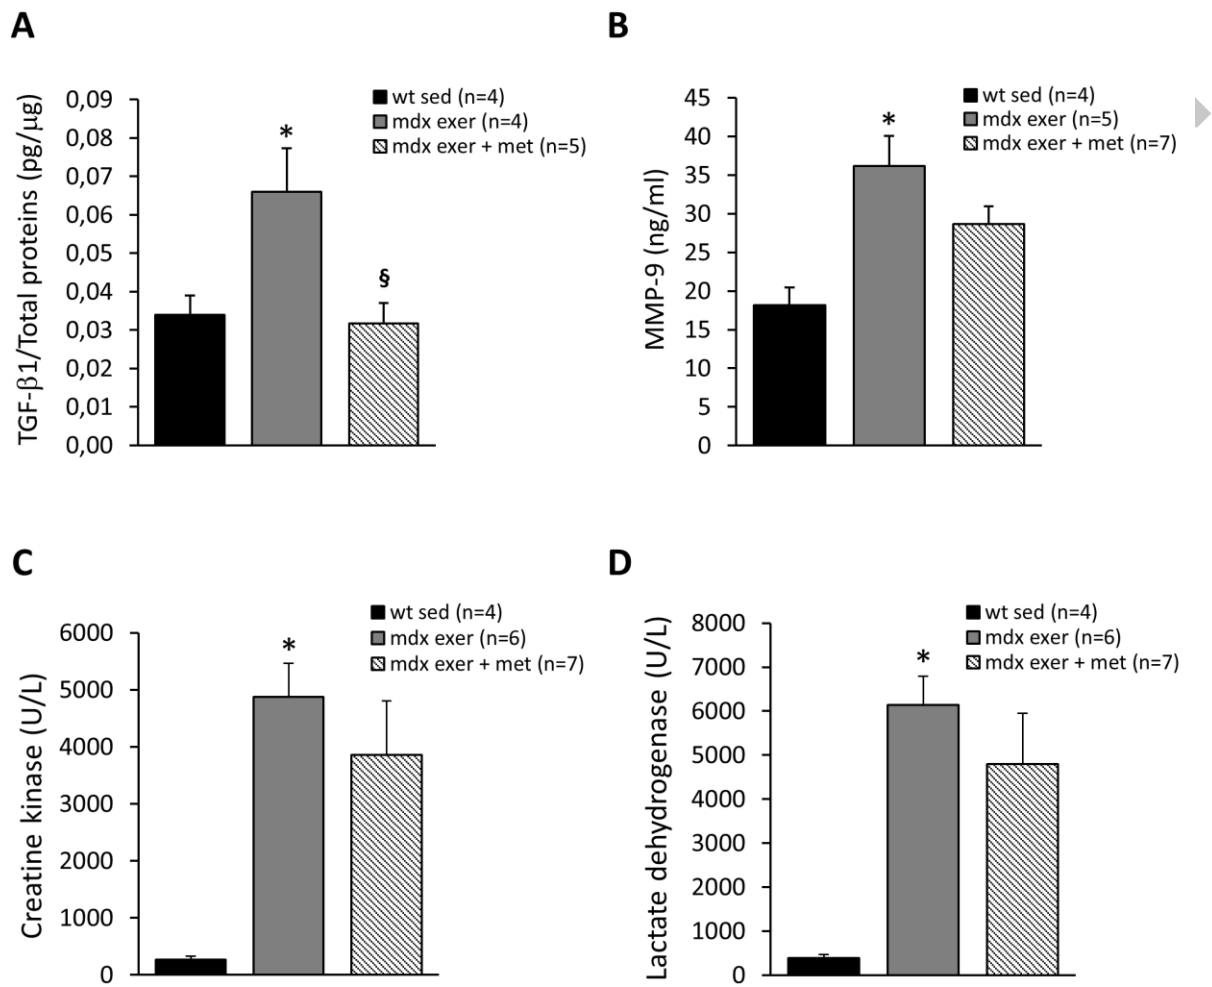 A
TGF-β1/Total proteins (pg/µg)
0,09
0,08
0,07
0,06
0,05
0,04
0,03
0,02
0,01
0,00
*
§
wt sed (n=4)
mdx exer (n=4)
mdx exer + met (n=5)
B
MMP-9 (ng/ml)
45
40
35
30
25
20
15
10
5
0
*
wt sed (n=4)
mdx exer (n=5)
mdx exer + met (n=7)
C
Creatine kinase (U/L)
6000
5000
4000
3000
2000
1000
0
*
wt sed (n=4)
mdx exer (n=6)
mdx exer + met (n=7)
D
Lactate dehydrogenase (U/L)
8000
7000
6000
5000
4000
3000
2000
1000
0
*
wt sed (n=4)
mdx exer (n=6)
mdx exer + met (n=7)